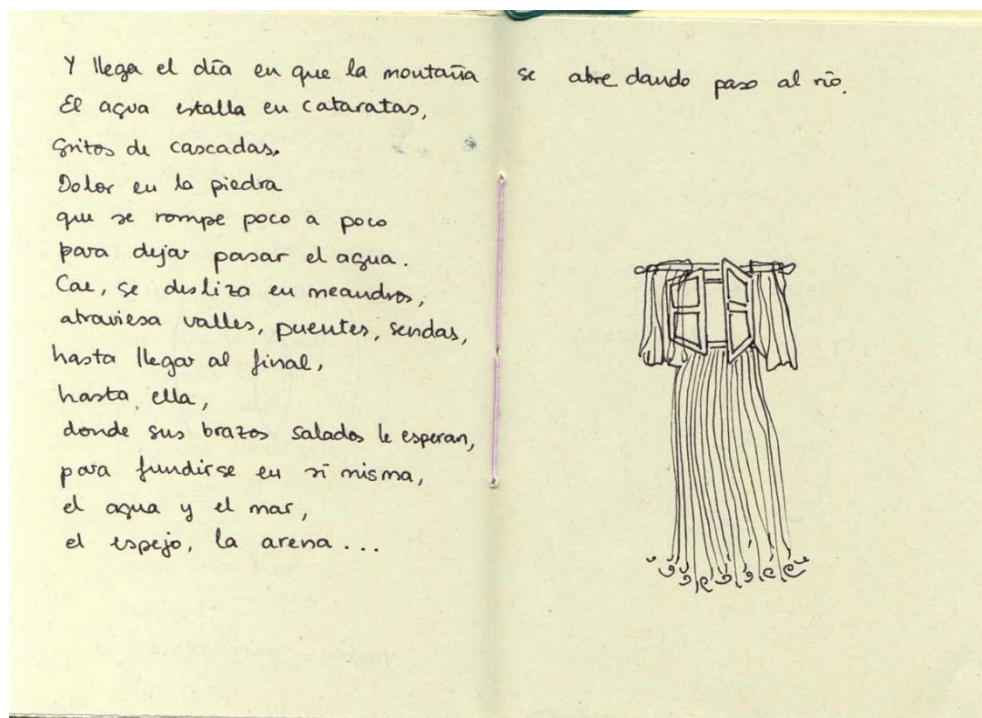 Y llega el día en que la montaña se abre dando paso al río.
El agua estalla en cataratas,
gritos de cascadas.
Dolor en la piedra
que se rompe poco a poco
para dejar pasar el agua.
Cae, se desliza en meandros,
atraviesa valles, puentes, sendas,
hasta llegar al final,
hasta ella,
donde sus brazos salados le esperan,
para fundirse en sí misma,
el agua y el mar,
el espejo, la arena...